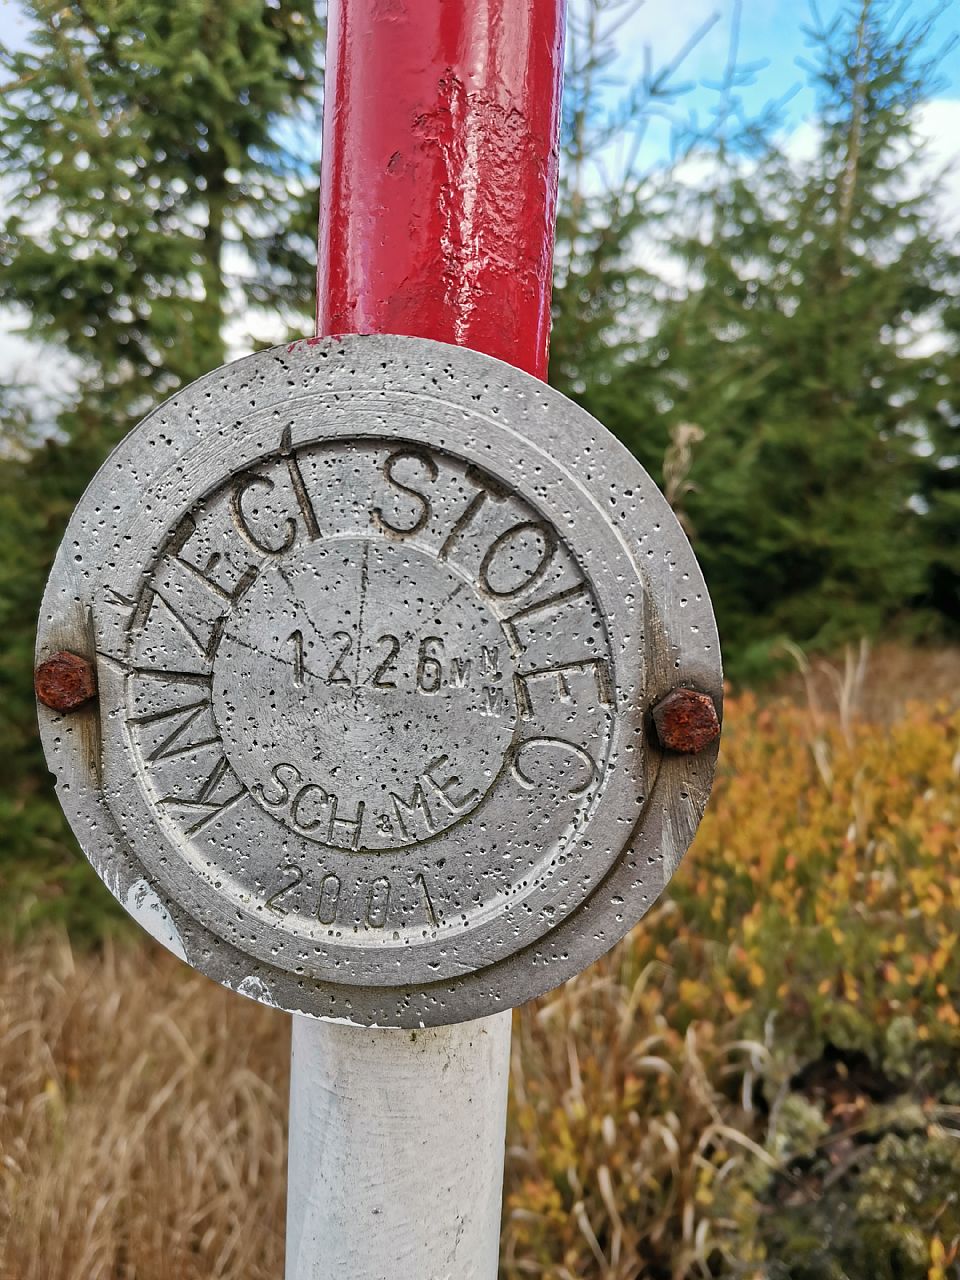 KNÍŽECÍ STOLEC
1226 M N M
SCH & ME
2001